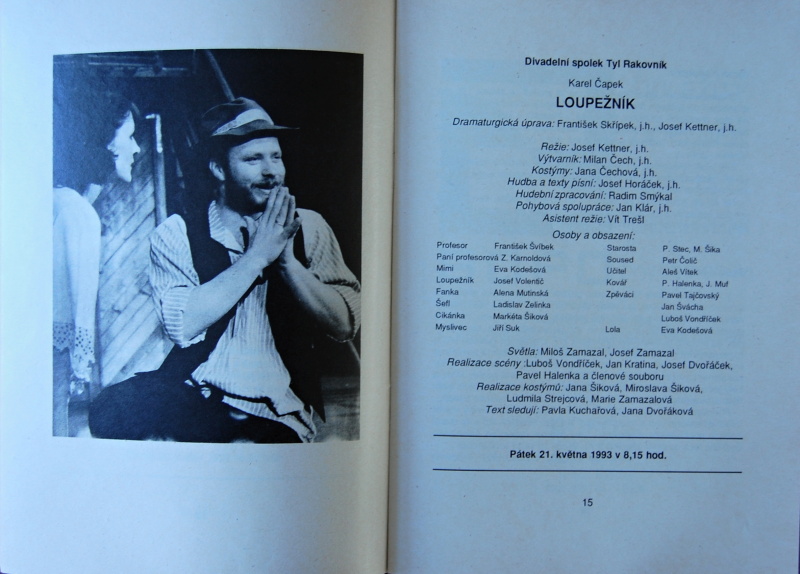 Divadelní spolek Tyl Rakovník
Karel Čapek
LOUPEŽNÍK
Dramaturgická úprava: František Skřípek, j.h., Josef Kettner, j.h.
Režie: Josef Kettner, j.h.
Výtvarník: Milan Čech, j.h.
Kostýmy: Jana Čechová, j.h.
Hudba a texty písní: Josef Horáček, j.h.
Hudební zpracování: Radim Smýkal
Pohybová spolupráce: Jan Klár, j.h.
Asistent režie: Vít Trešl
Osoby a obsazení:
Profesor František Švíbek Starosta P. Stec, M. Šika
Paní profesorová Z. Karnoldová Soused Petr Čolič
Mimi Eva Kodešová Učitel Aleš Vítek
Loupežník Josef Volentič Kovář P. Halenka, J. Muf
Fanka Alena Mutinská Zpěváci Pavel Tajčovský
Šefl Ladislav Zelinka Jan Švácha
Cikánka Markéta Šiková Luboš Vondříček
Myslivec Jiří Suk Lola Eva Kodešová
Světla: Miloš Zamazal, Josef Zamazal
Realizace scény :Luboš Vondříček, Jan Kratina, Josef Dvořáček,
Pavel Halenka a členové souboru
Realizace kostýmů: Jana Šiková, Miroslava Šiková,
Ludmila Strejcová, Marie Zamazalová
Text sledují: Pavla Kuchařová, Jana Dvořáková
Pátek 21. května 1993 v 8,15 hod.
15